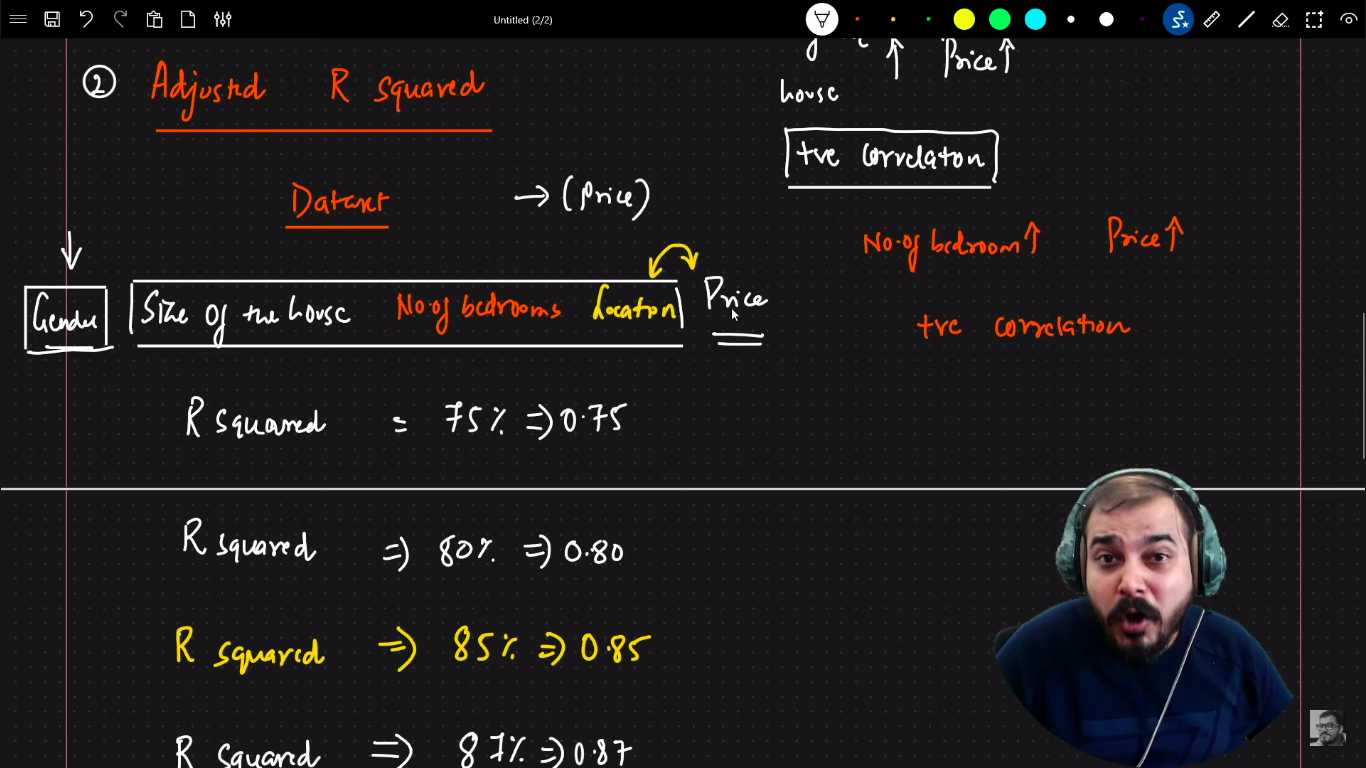 Untitled (2/2)
Price↑
house
② Adjusted R squared
+ve correlaton
Dataset → (Price)
No. of bedroom↑ Price↑
Gender Size of the house No. of bedrooms Location Price
+ve correlation
R squared = 75% ⇒ 0.75
R squared ⇒ 80% ⇒ 0.80
R squared ⇒ 85% ⇒ 0.85
R squared ⇒ 87% ⇒ 0.87